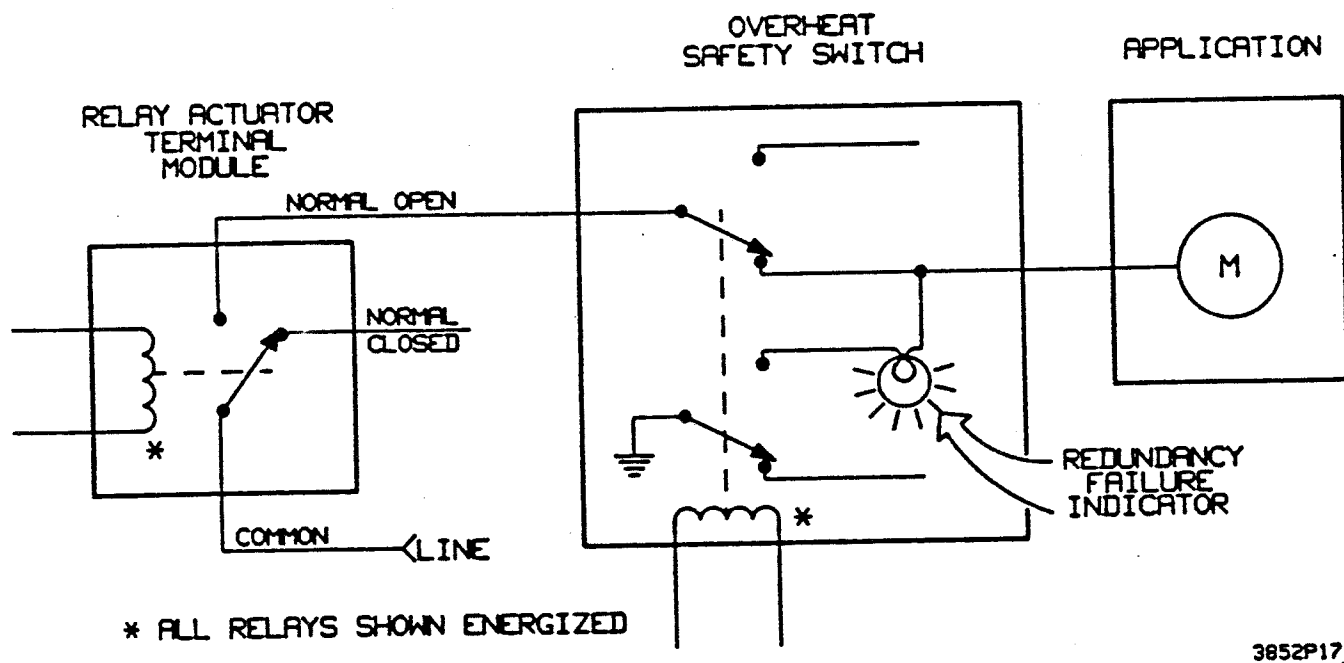 OVERHEAT
SAFETY SWITCH
APPLICATION
RELAY ACTUATOR
TERMINAL
MODULE
NORMAL OPEN
M
NORMAL
CLOSED
*
*
REDUNDANCY
FAILURE
INDICATOR
COMMON
LINE
* ALL RELAYS SHOWN ENERGIZED
3852P17